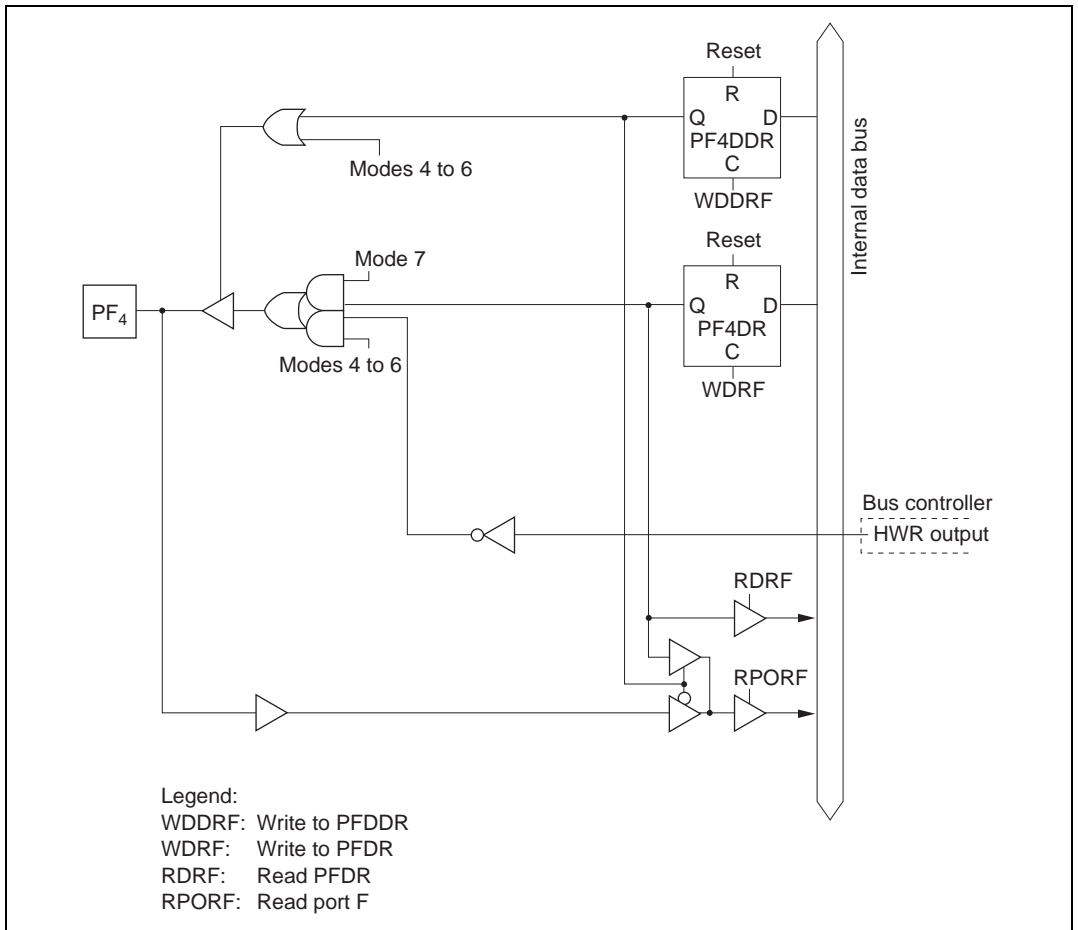 Reset
R
Q D
PF4DDR
C
WDDRF
Modes 4 to 6
Internal data bus
Reset
Mode 7
R
Q D
PF4DR
C
WDRF
PF4
Modes 4 to 6
Bus controller
HWR output
RDRF
RPORF
Legend:
WDDRF: Write to PFDDR
WDRF: Write to PFDR
RDRF: Read PFDR
RPORF: Read port F